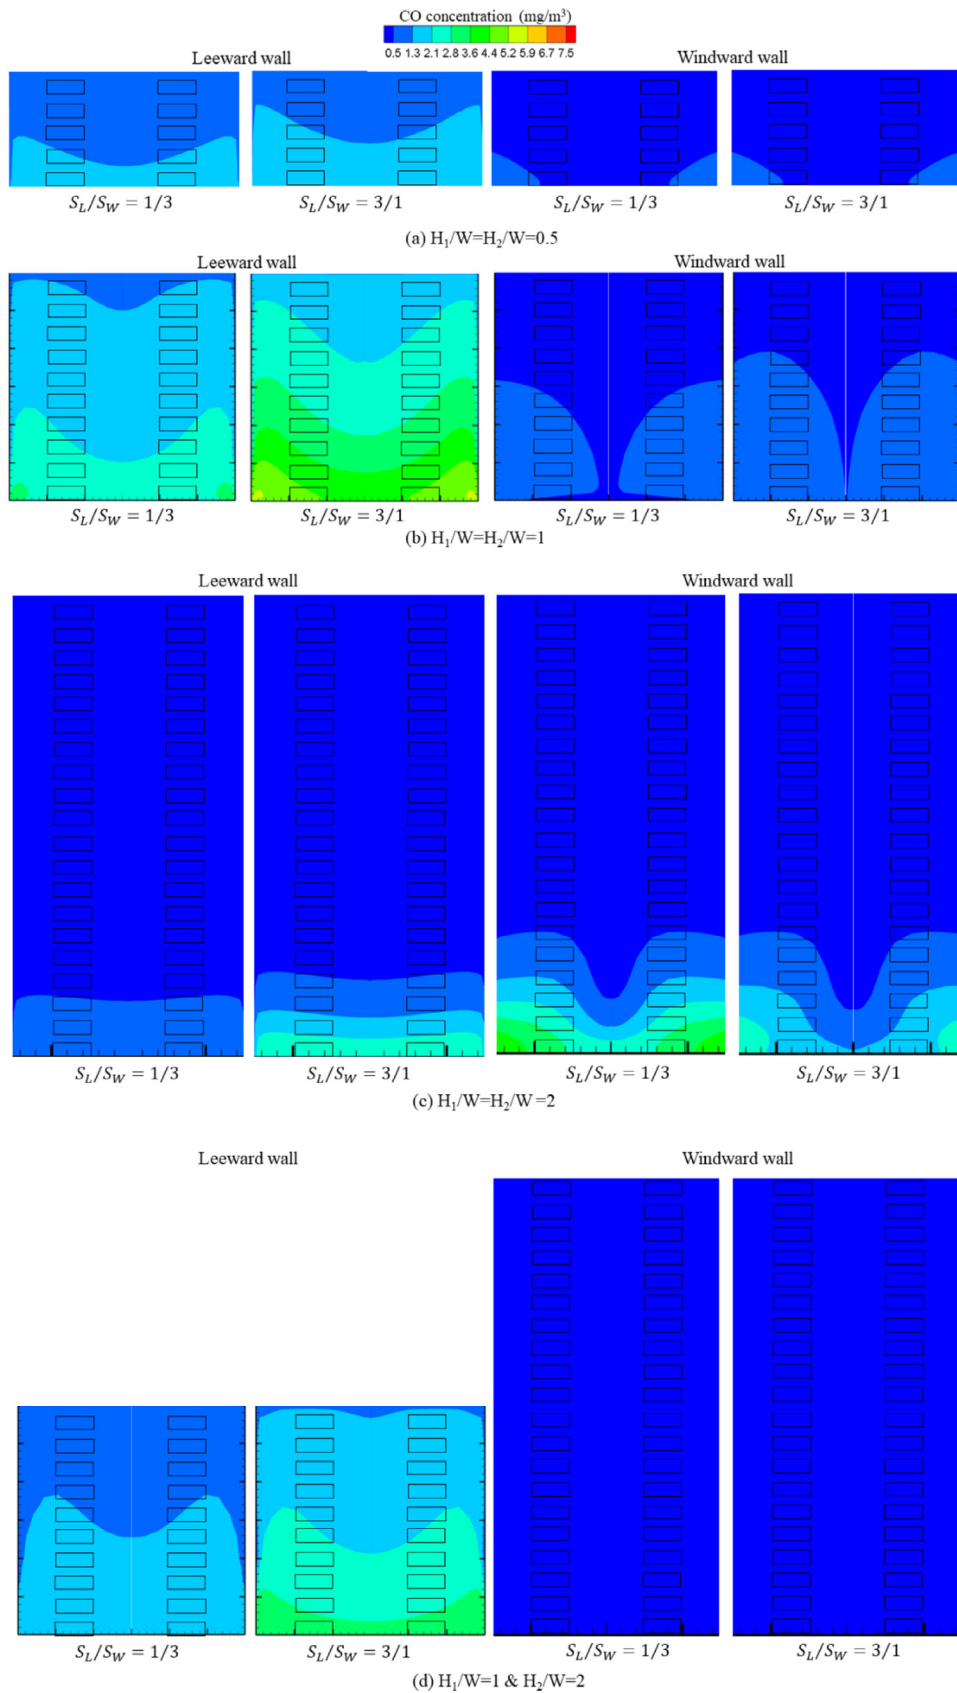 CO concentration (mg/m³)
0.5 1.3 2.1 2.8 3.6 4.4 5.2 5.9 6.7 7.5
Leeward wall Windward wall
S_L/S_W = 1/3 S_L/S_W = 3/1 S_L/S_W = 1/3 S_L/S_W = 3/1
(a) H₁/W=H₂/W=0.5
Leeward wall Windward wall
S_L/S_W = 1/3 S_L/S_W = 3/1 S_L/S_W = 1/3 S_L/S_W = 3/1
(b) H₁/W=H₂/W=1
Leeward wall Windward wall
S_L/S_W = 1/3 S_L/S_W = 3/1 S_L/S_W = 1/3 S_L/S_W = 3/1
(c) H₁/W=H₂/W =2
Leeward wall Windward wall
S_L/S_W = 1/3 S_L/S_W = 3/1 S_L/S_W = 1/3 S_L/S_W = 3/1
(d) H₁/W=1 & H₂/W=2